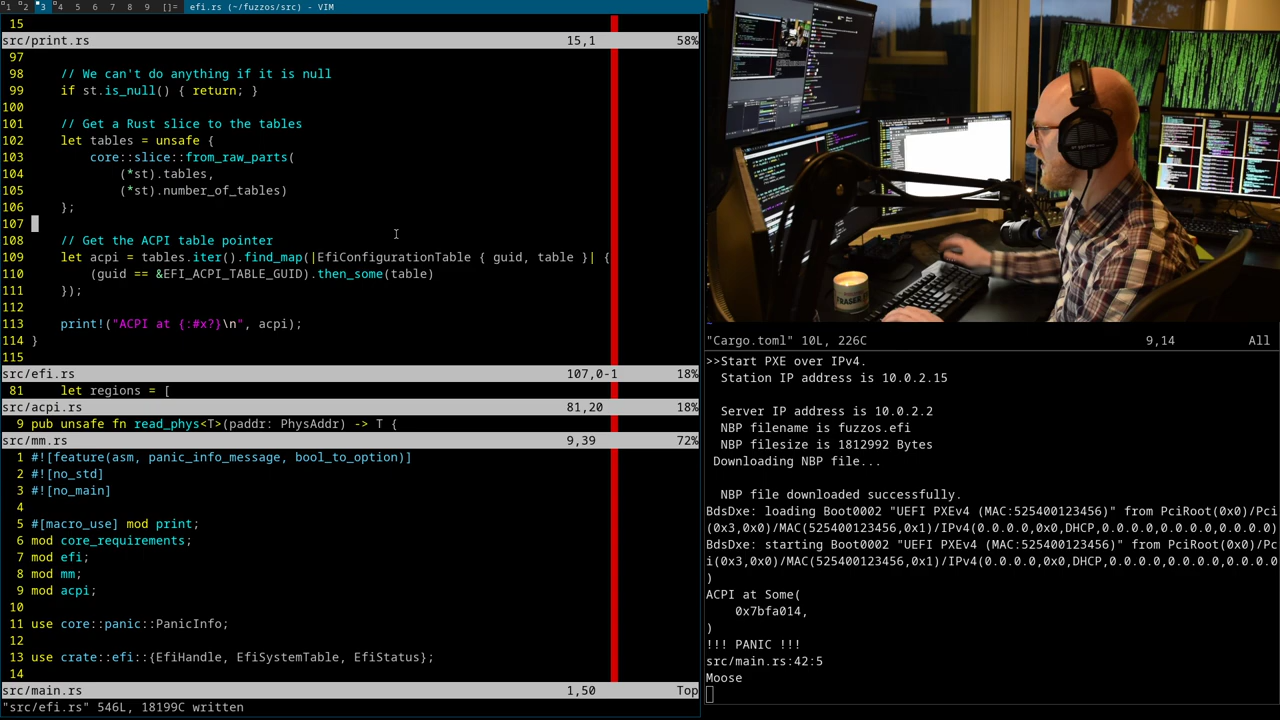 1 2 3 4 5 6 7 8 9 []= efi.rs (~/fuzzos/src) - VIM
15
src/print.rs 15,1 58%
97
98     // We can't do anything if it is null
99     if st.is_null() { return; }
100
101     // Get a Rust slice to the tables
102     let tables = unsafe {
103         core::slice::from_raw_parts(
104             (*st).tables,
105             (*st).number_of_tables)
106     };
107
108     // Get the ACPI table pointer
109     let acpi = tables.iter().find_map(|EfiConfigurationTable { guid, table }| {
110         (guid == &EFI_ACPI_TABLE_GUID).then_some(table)
111     });
112
113     print!("ACPI at {:#x?}\n", acpi);
114 }
115
src/efi.rs 107,0-1 18%
81     let regions = [
src/acpi.rs 81,20 18%
9 pub unsafe fn read_phys<T>(paddr: PhysAddr) -> T {
src/mm.rs 9,39 72%
1 #![feature(asm, panic_info_message, bool_to_option)]
2 #![no_std]
3 #![no_main]
4
5 #[macro_use] mod print;
6 mod core_requirements;
7 mod efi;
8 mod mm;
9 mod acpi;
10
11 use core::panic::PanicInfo;
12
13 use crate::efi::{EfiHandle, EfiSystemTable, EfiStatus};
14
src/main.rs 1,50 Top
"src/efi.rs" 546L, 18199C written
FRASER
"Cargo.toml" 10L, 226C 9,14 All
>>Start PXE over IPv4.
Station IP address is 10.0.2.15
Server IP address is 10.0.2.2
NBP filename is fuzzos.efi
NBP filesize is 1812992 Bytes
Downloading NBP file...
NBP file downloaded successfully.
BdsDxe: loading Boot0002 "UEFI PXEv4 (MAC:525400123456)" from PciRoot(0x0)/Pci
(0x3,0x0)/MAC(525400123456,0x1)/IPv4(0.0.0.0,0x0,DHCP,0.0.0.0,0.0.0.0,0.0.0.0)
BdsDxe: starting Boot0002 "UEFI PXEv4 (MAC:525400123456)" from PciRoot(0x0)/Pc
i(0x3,0x0)/MAC(525400123456,0x1)/IPv4(0.0.0.0,0x0,DHCP,0.0.0.0,0.0.0.0,0.0.0.0
)
ACPI at Some(
0x7bfa014,
)
!!! PANIC !!!
src/main.rs:42:5
Moose